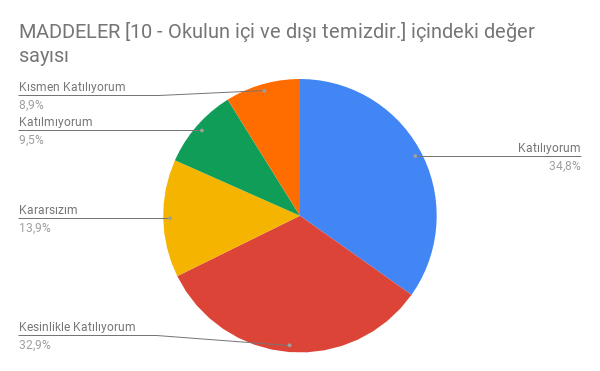 MADDELER [10 - Okulun içi ve dışı temizdir.] içindeki değer
sayısı
Kısmen Katılıyorum
8,9%
Katılmıyorum
9,5%
Katılıyorum
34,8%
Kararsızım
13,9%
Kesinlikle Katılıyorum
32,9%